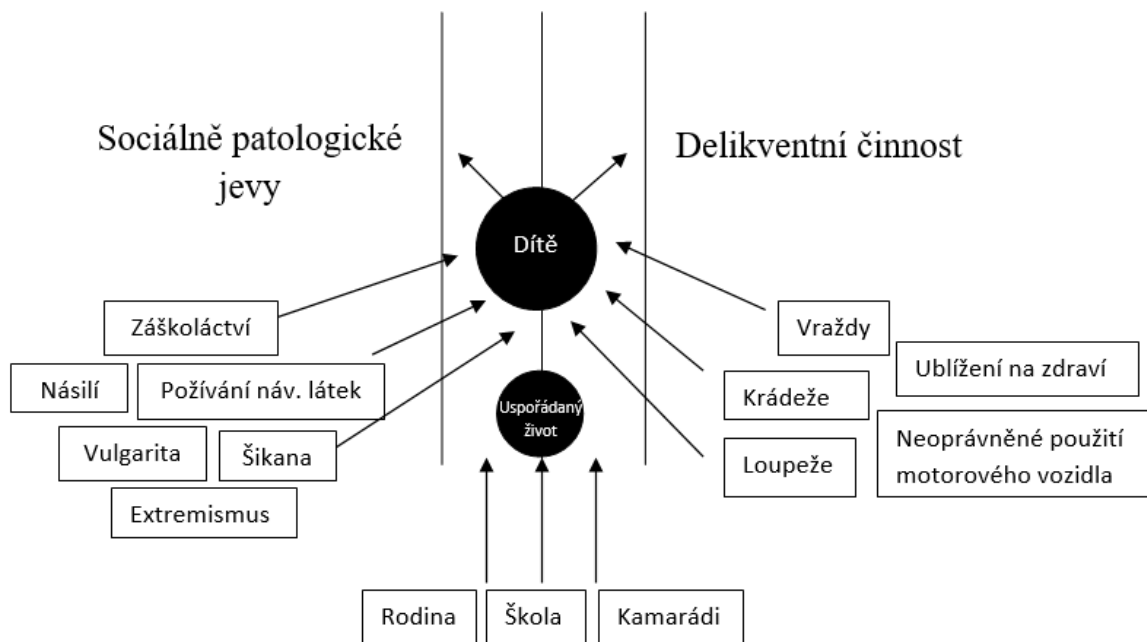 Sociálně patologické
jevy
Delikventní činnost
Dítě
Záškoláctví
Násilí
Požívání náv. látek
Vulgarita
Šikana
Extremismus
Uspořádaný
život
Vraždy
Ublížení na zdraví
Krádeže
Neoprávněné použití
motorového vozidla
Loupeže
Rodina
Škola
Kamarádi